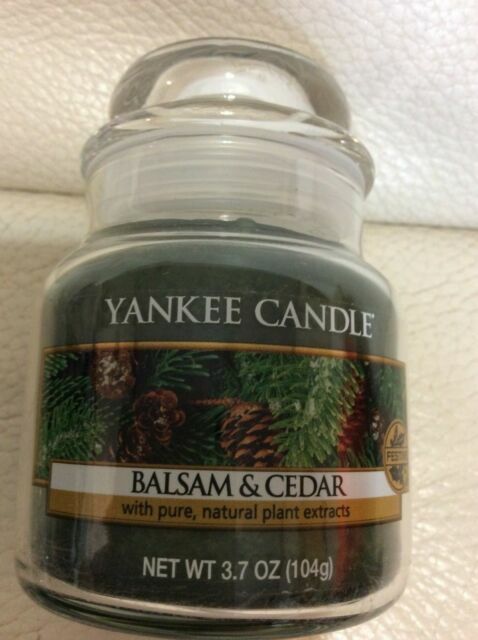 YANKEE CANDLE®
BALSAM & CEDAR
with pure, natural plant extracts
NET WT 3.7 OZ (104g)